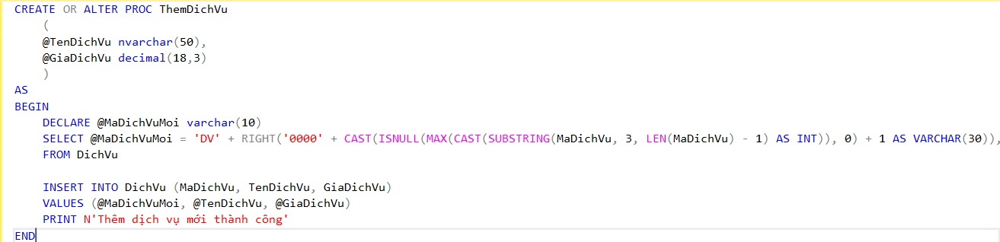 CREATE OR ALTER PROC ThemDichVu
(
@TenDichVu nvarchar(50),
@GiaDichVu decimal(18,3)
)
AS
BEGIN
DECLARE @MaDichVuMoi varchar(10)
SELECT @MaDichVuMoi = 'DV' + RIGHT('0000' + CAST(ISNULL(MAX(CAST(SUBSTRING(MaDichVu, 3, LEN(MaDichVu) - 1) AS INT)), 0) + 1 AS VARCHAR(30)),
FROM DichVu
INSERT INTO DichVu (MaDichVu, TenDichVu, GiaDichVu)
VALUES (@MaDichVuMoi, @TenDichVu, @GiaDichVu)
PRINT N'Thêm dịch vụ mới thành công'
END